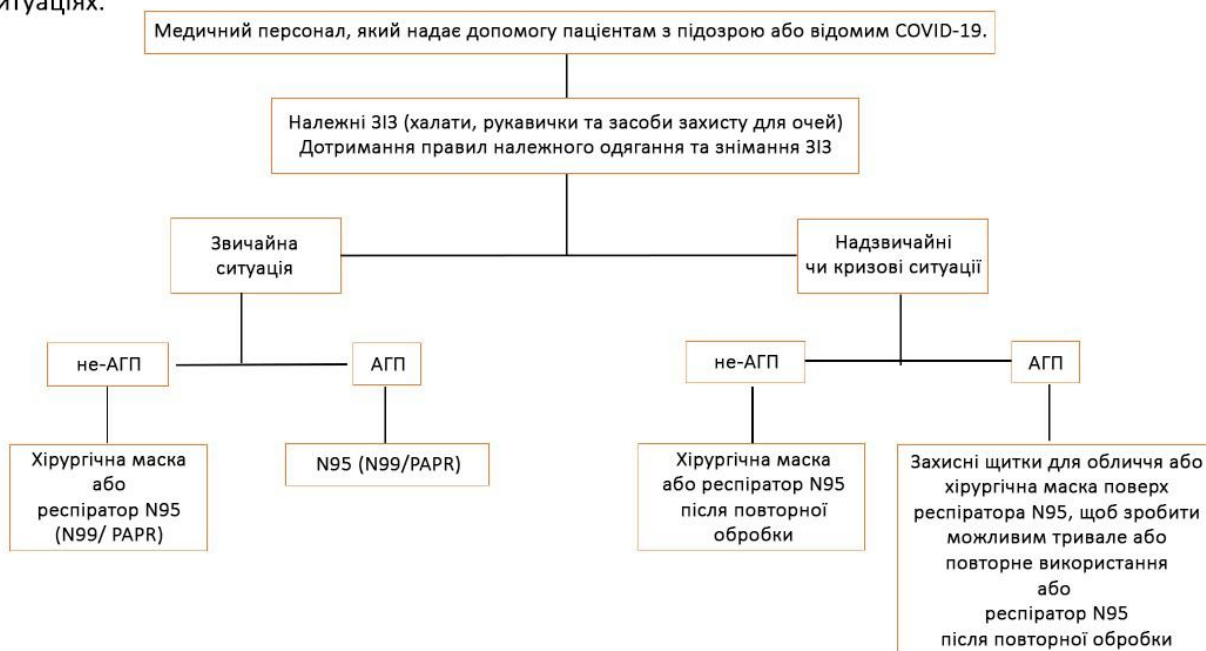 ситуаціях.
Медичний персонал, який надає допомогу пацієнтам з підозрою або відомим COVID-19.
Належні ЗІЗ (халати, рукавички та засоби захисту для очей)
Дотримання правил належного одягання та знімання ЗІЗ
Звичайна
ситуація
Надзвичайні
чи кризові ситуації
не-АГП
АГП
не-АГП
АГП
Хірургічна маска
або
респіратор N95
(N99/ PAPR)
N95 (N99/PAPR)
Хірургічна маска
або респіратор N95
після повторної
обробки
Захисні щитки для обличчя або
хірургічна маска поверх
респіратора N95, щоб зробити
можливим тривале або
повторне використання
або
респіратор N95
після повторної обробки